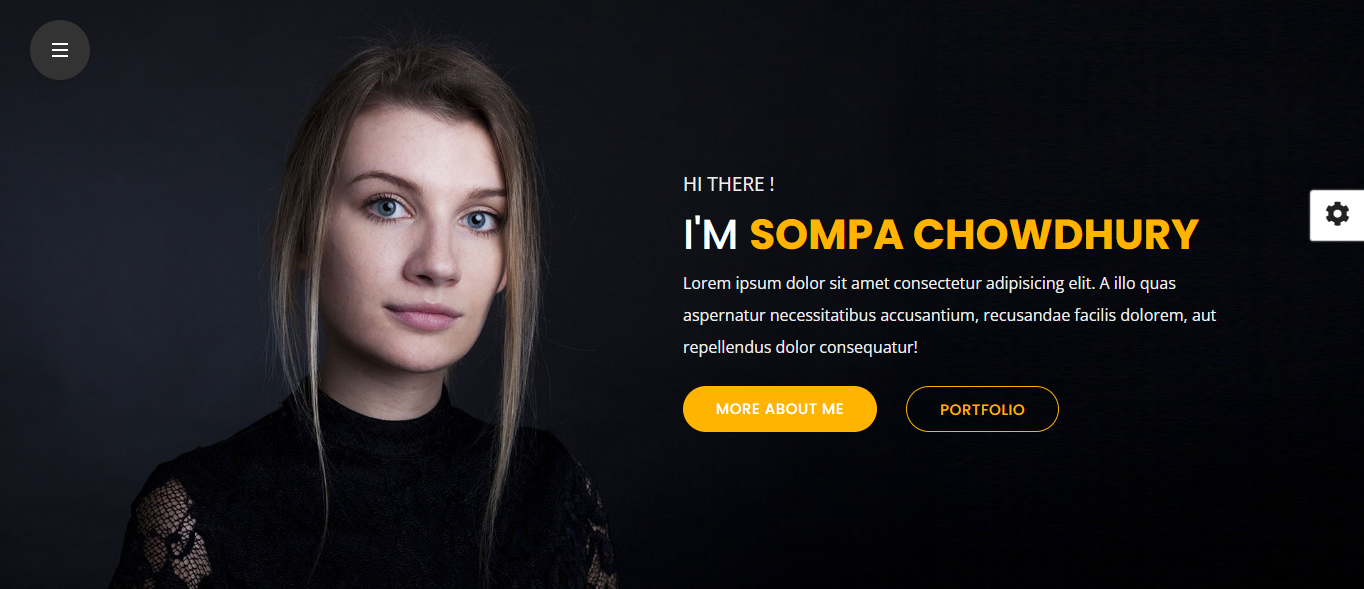 HI THERE !
I'M SOMPA CHOWDHURY
Lorem ipsum dolor sit amet consectetur adipisicing elit. A illo quas
aspernatur necessitatibus accusantium, recusandae facilis dolorem, aut
repellendus dolor consequatur!
MORE ABOUT ME PORTFOLIO